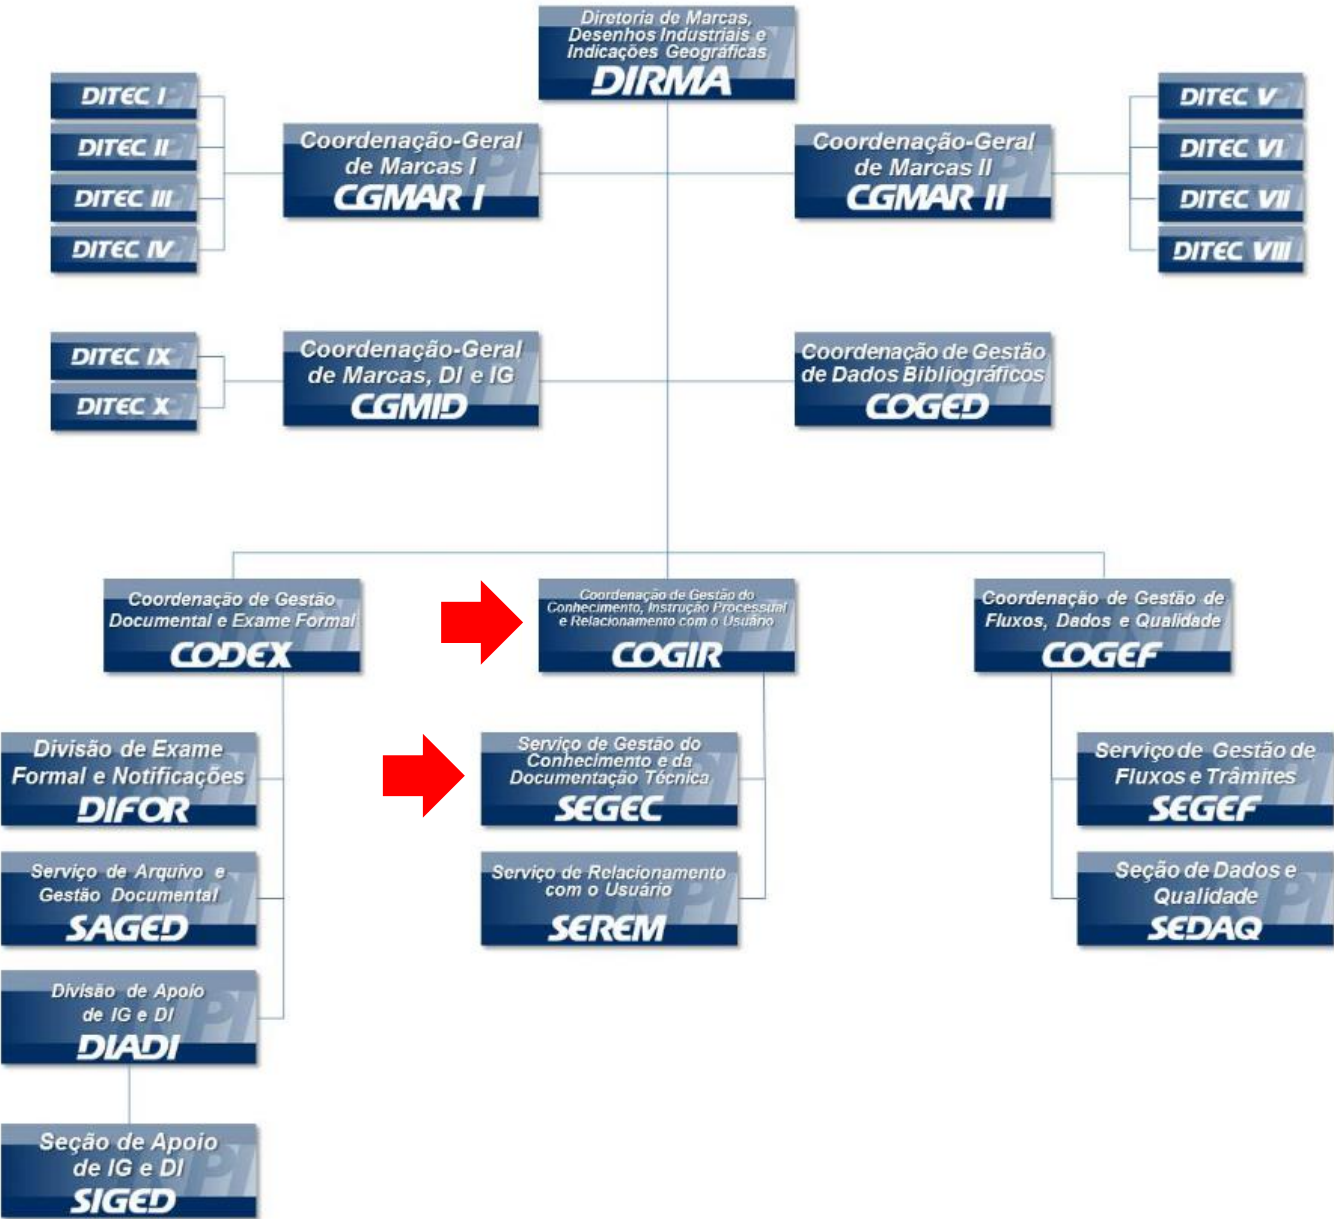 Diretoria de Marcas,
Desenhos Industriais e
Indicações Geográficas
DIRMA
DITEC I
DITEC II
DITEC III
DITEC IV
Coordenação-Geral
de Marcas I
CGMAR I
Coordenação-Geral
de Marcas II
CGMAR II
DITEC V
DITEC VI
DITEC VII
DITEC VIII
DITEC IX
DITEC X
Coordenação-Geral
de Marcas, DI e IG
CGMID
Coordenação de Gestão
de Dados Bibliográficos
COGED
Coordenação de Gestão
Documental e Exame Formal
CODEX
Coordenação de Gestão do
Conhecimento, Instrução Processual
e Relacionamento com o Usuário
COGIR
Coordenação de Gestão de
Fluxos, Dados e Qualidade
COGEF
Divisão de Exame
Formal e Notificações
DIFOR
Serviço de Gestão do
Conhecimento e da
Documentação Técnica
SEGEC
Serviço de Gestão de
Fluxos e Trâmites
SEGEF
Serviço de Arquivo e
Gestão Documental
SAGED
Serviço de Relacionamento
com o Usuário
SEREM
Seção de Dados e
Qualidade
SEDAQ
Divisão de Apoio
de IG e DI
DIADI
Seção de Apoio
de IG e DI
SIGED